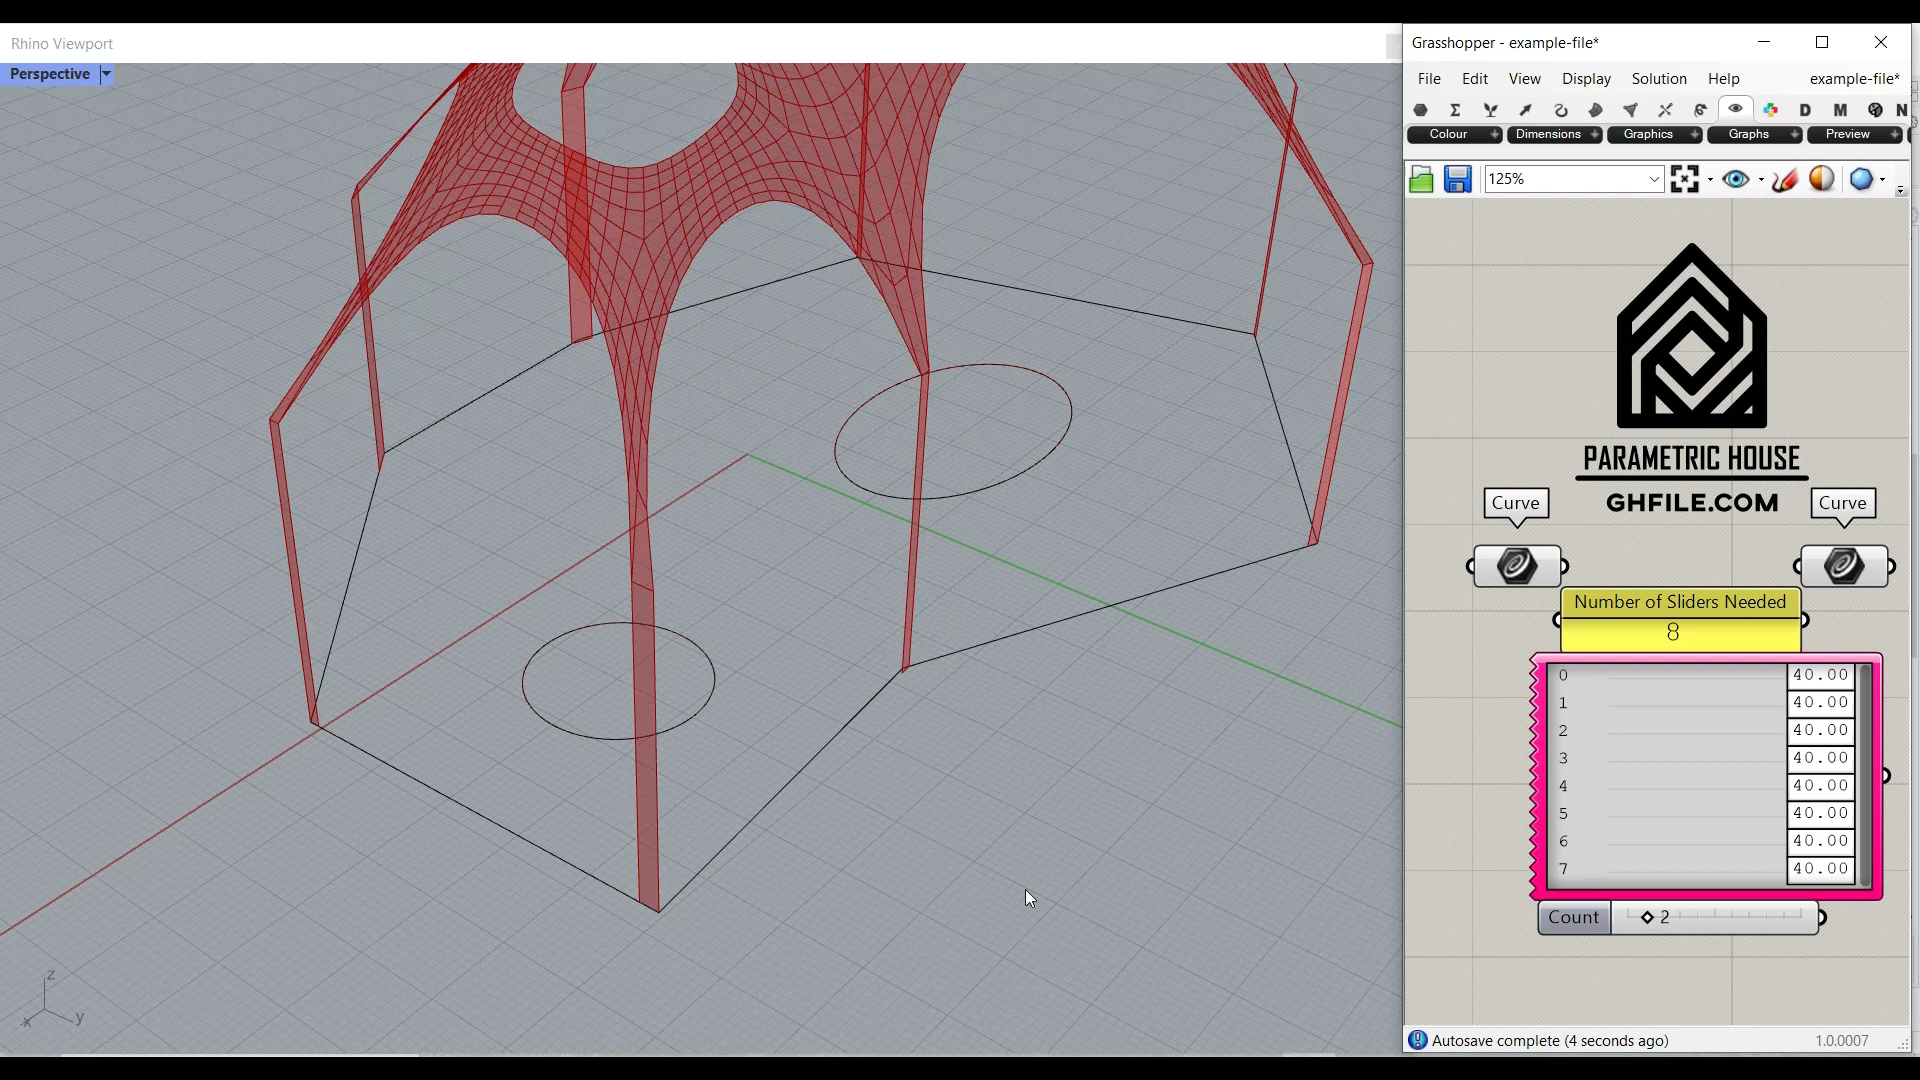 Rhino Viewport
Perspective
z
x
y
Grasshopper - example-file*
File Edit View Display Solution Help example-file*
D M N
Colour Dimensions Graphics Graphs Preview
125%
PARAMETRIC HOUSE
GHFILE.COM
Curve
Curve
Number of Sliders Needed
8
0 40.00
1 40.00
2 40.00
3 40.00
4 40.00
5 40.00
6 40.00
7 40.00
Count 2
Autosave complete (4 seconds ago) 1.0.0007